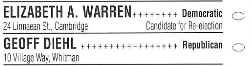 ELIZABETH A. WARREN++++++++ Democratic
24 Linnaean St., Cambridge Candidate for Re-election
GEOFF DIEHL ++++++++++++++++ Republican
10 Village Way, Whitman